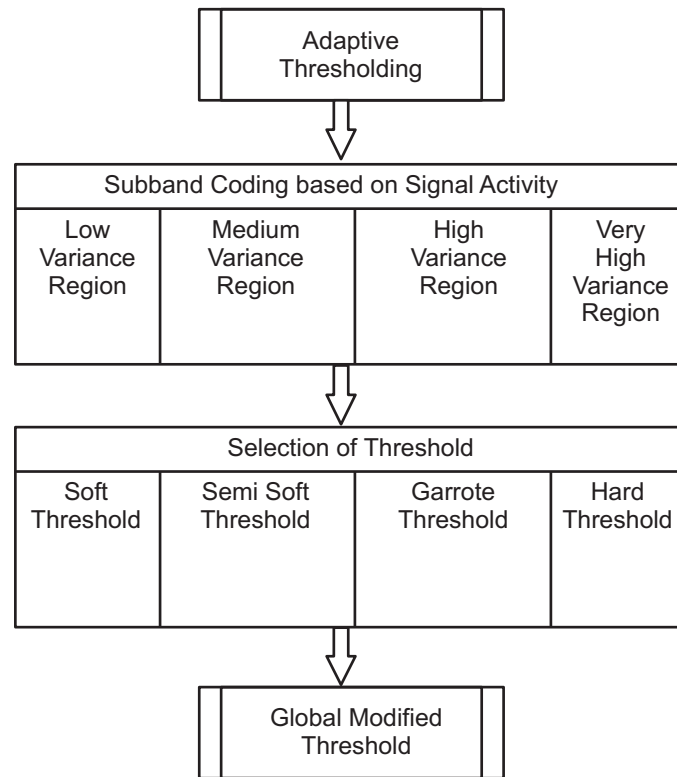 Adaptive
Thresholding
Subband Coding based on Signal Activity
Low
Variance
Region
Medium
Variance
Region
High
Variance
Region
Very
High
Variance
Region
Selection of Threshold
Soft
Threshold
Semi Soft
Threshold
Garrote
Threshold
Hard
Threshold
Global Modified
Threshold